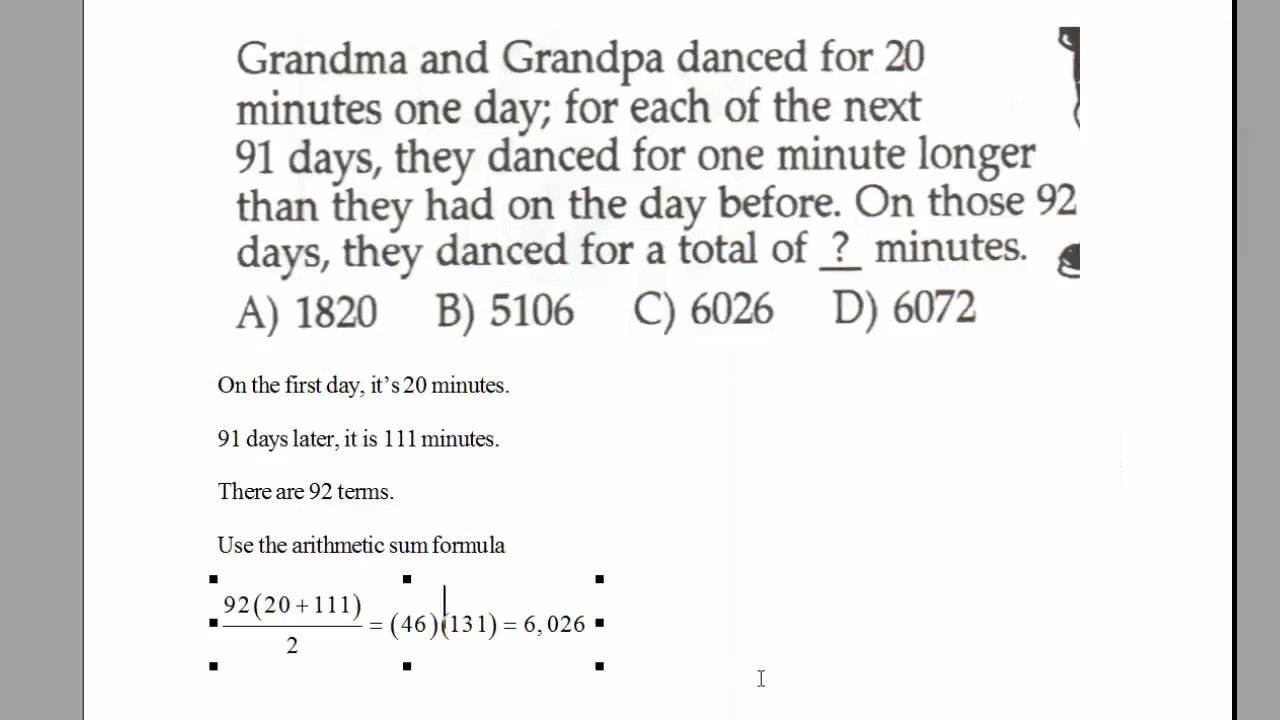 Grandma and Grandpa danced for 20
minutes one day; for each of the next
91 days, they danced for one minute longer
than they had on the day before. On those 92
days, they danced for a total of _?_ minutes.
A) 1820 B) 5106 C) 6026 D) 6072
On the first day, it’s 20 minutes.
91 days later, it is 111 minutes.
There are 92 terms.
Use the arithmetic sum formula
92(20+111)
= (46)(131) = 6,026
2